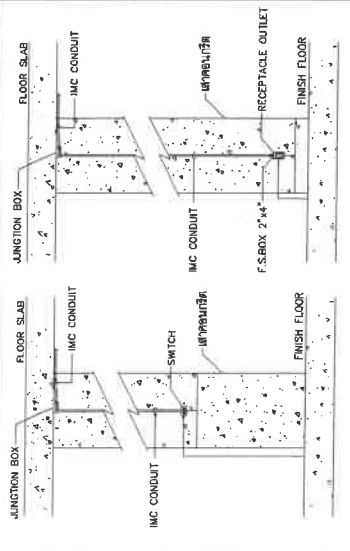 JUNGTION BOX
FLOOR SLAB
IMC CONDUIT
IMC CONDUIT
SWITCH
เสาคอนกรีต
FINISH FLOOR
JUNGTION BOX
FLOOR SLAB
IMC CONDUIT
เสาคอนกรีต
IMC CONDUIT
F.S.BOX 2"x4"
RECEPTACLE OUTLET
FINISH FLOOR